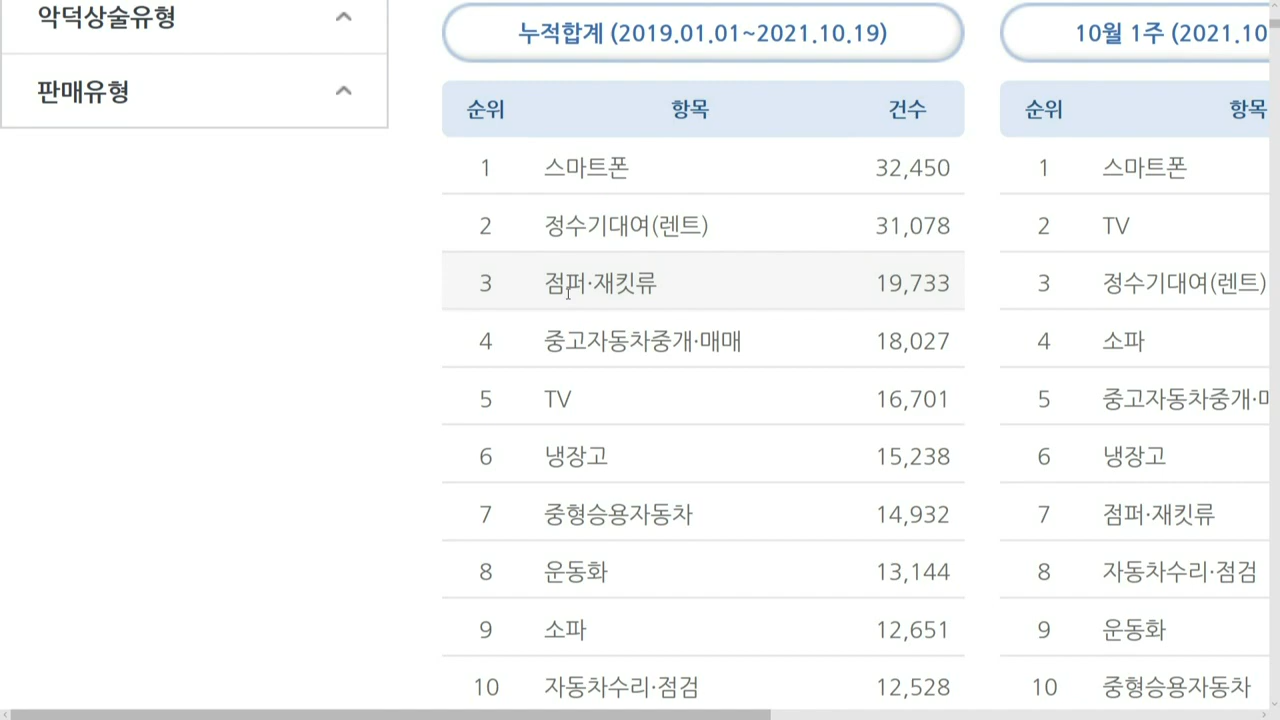 악덕상술유형
판매유형
누적합계 (2019.01.01~2021.10.19)
순위 항목 건수
1 스마트폰 32,450
2 정수기대여(렌트) 31,078
3 점퍼·재킷류 19,733
4 중고자동차중개·매매 18,027
5 TV 16,701
6 냉장고 15,238
7 중형승용자동차 14,932
8 운동화 13,144
9 소파 12,651
10 자동차수리·점검 12,528
10월 1주 (2021.10
순위 항목
1 스마트폰
2 TV
3 정수기대여(렌트)
4 소파
5 중고자동차중개·
6 냉장고
7 점퍼·재킷류
8 자동차수리·점검
9 운동화
10 중형승용자동차